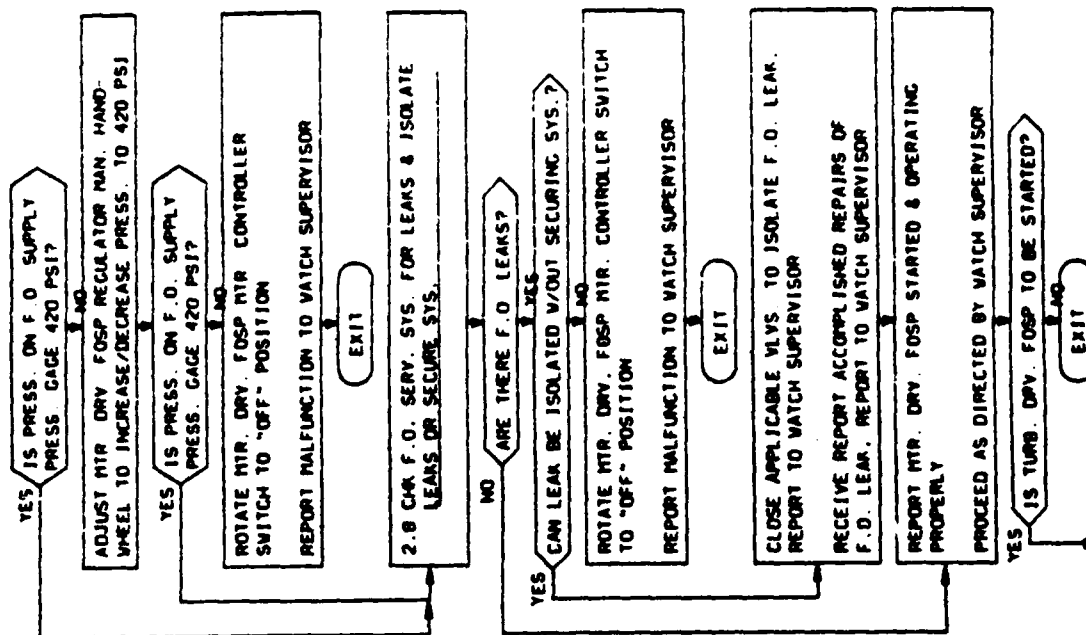 IS PRESS. ON F.O SUPPLY
PRESS GAGE 420 PSI?
YES
NO
ADJUST MTR DRV FOSP REGULATOR MAN. HAND-
WHEEL TO INCREASE/DECREASE PRESS. TO 420 PSI
IS PRESS. ON F.O. SUPPLY
PRESS. GAGE 420 PSI?
YES
NO
ROTATE MTR. DRV. FOSP MTR CONTROLLER
SWITCH TO "OFF" POSITION
REPORT MALFUNCTION TO WATCH SUPERVISOR
EXIT
2.8 CHK F.O. SERV. SYS. FOR LEAKS & ISOLATE
LEAKS OR SECURE SYS.
ARE THERE F.O LEAKS?
NO
YES
CAN LEAK BE ISOLATED W/OUT SECURING SYS.?
YES
NO
ROTATE MTR. DRV. FOSP MTR. CONTROLLER SWITCH
TO "OFF" POSITION
REPORT MALFUNCTION TO WATCH SUPERVISOR
EXIT
CLOSE APPLICABLE VLVS. TO ISOLATE F.O. LEAK.
REPORT TO WATCH SUPERVISOR
RECEIVE REPORT ACCOMPLISHED REPAIRS OF
F.O. LEAK. REPORT TO WATCH SUPERVISOR
REPORT MTR. DRV. FOSP STARTED & OPERATING
PROPERLY
PROCEED AS DIRECTED BY WATCH SUPERVISOR
IS TURB. DRV. FOSP TO BE STARTED?
YES
NO
EXIT